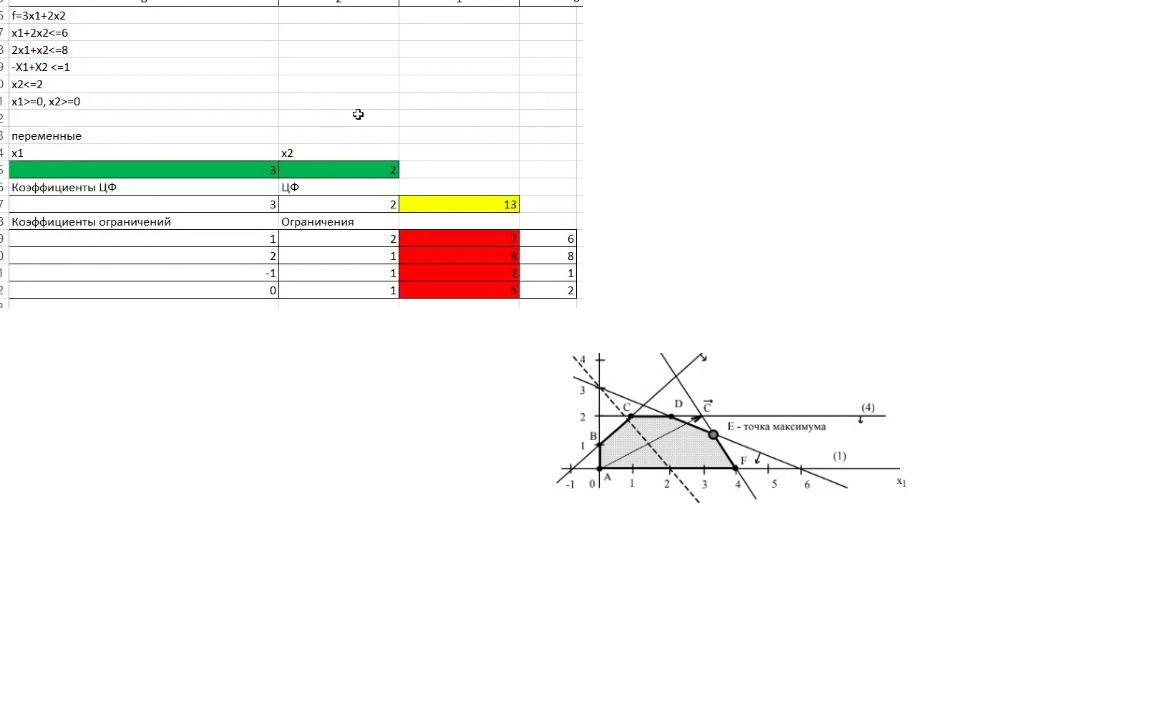 f=3x1+2x2
x1+2x2<=6
2x1+x2<=8
-X1+X2 <=1
x2<=2
x1>=0, x2>=0
переменные
x1 x2
3 2
Коэффициенты ЦФ ЦФ
3 2 13
Коэффициенты ограничений Ограничения
1 2 7 6
2 1 8 8
-1 1 2 1
0 1 5 2
4
3
C D C (4)
2
E - точка максимума
B
1
F (1)
A
-1 0 1 2 3 4 5 6 x1